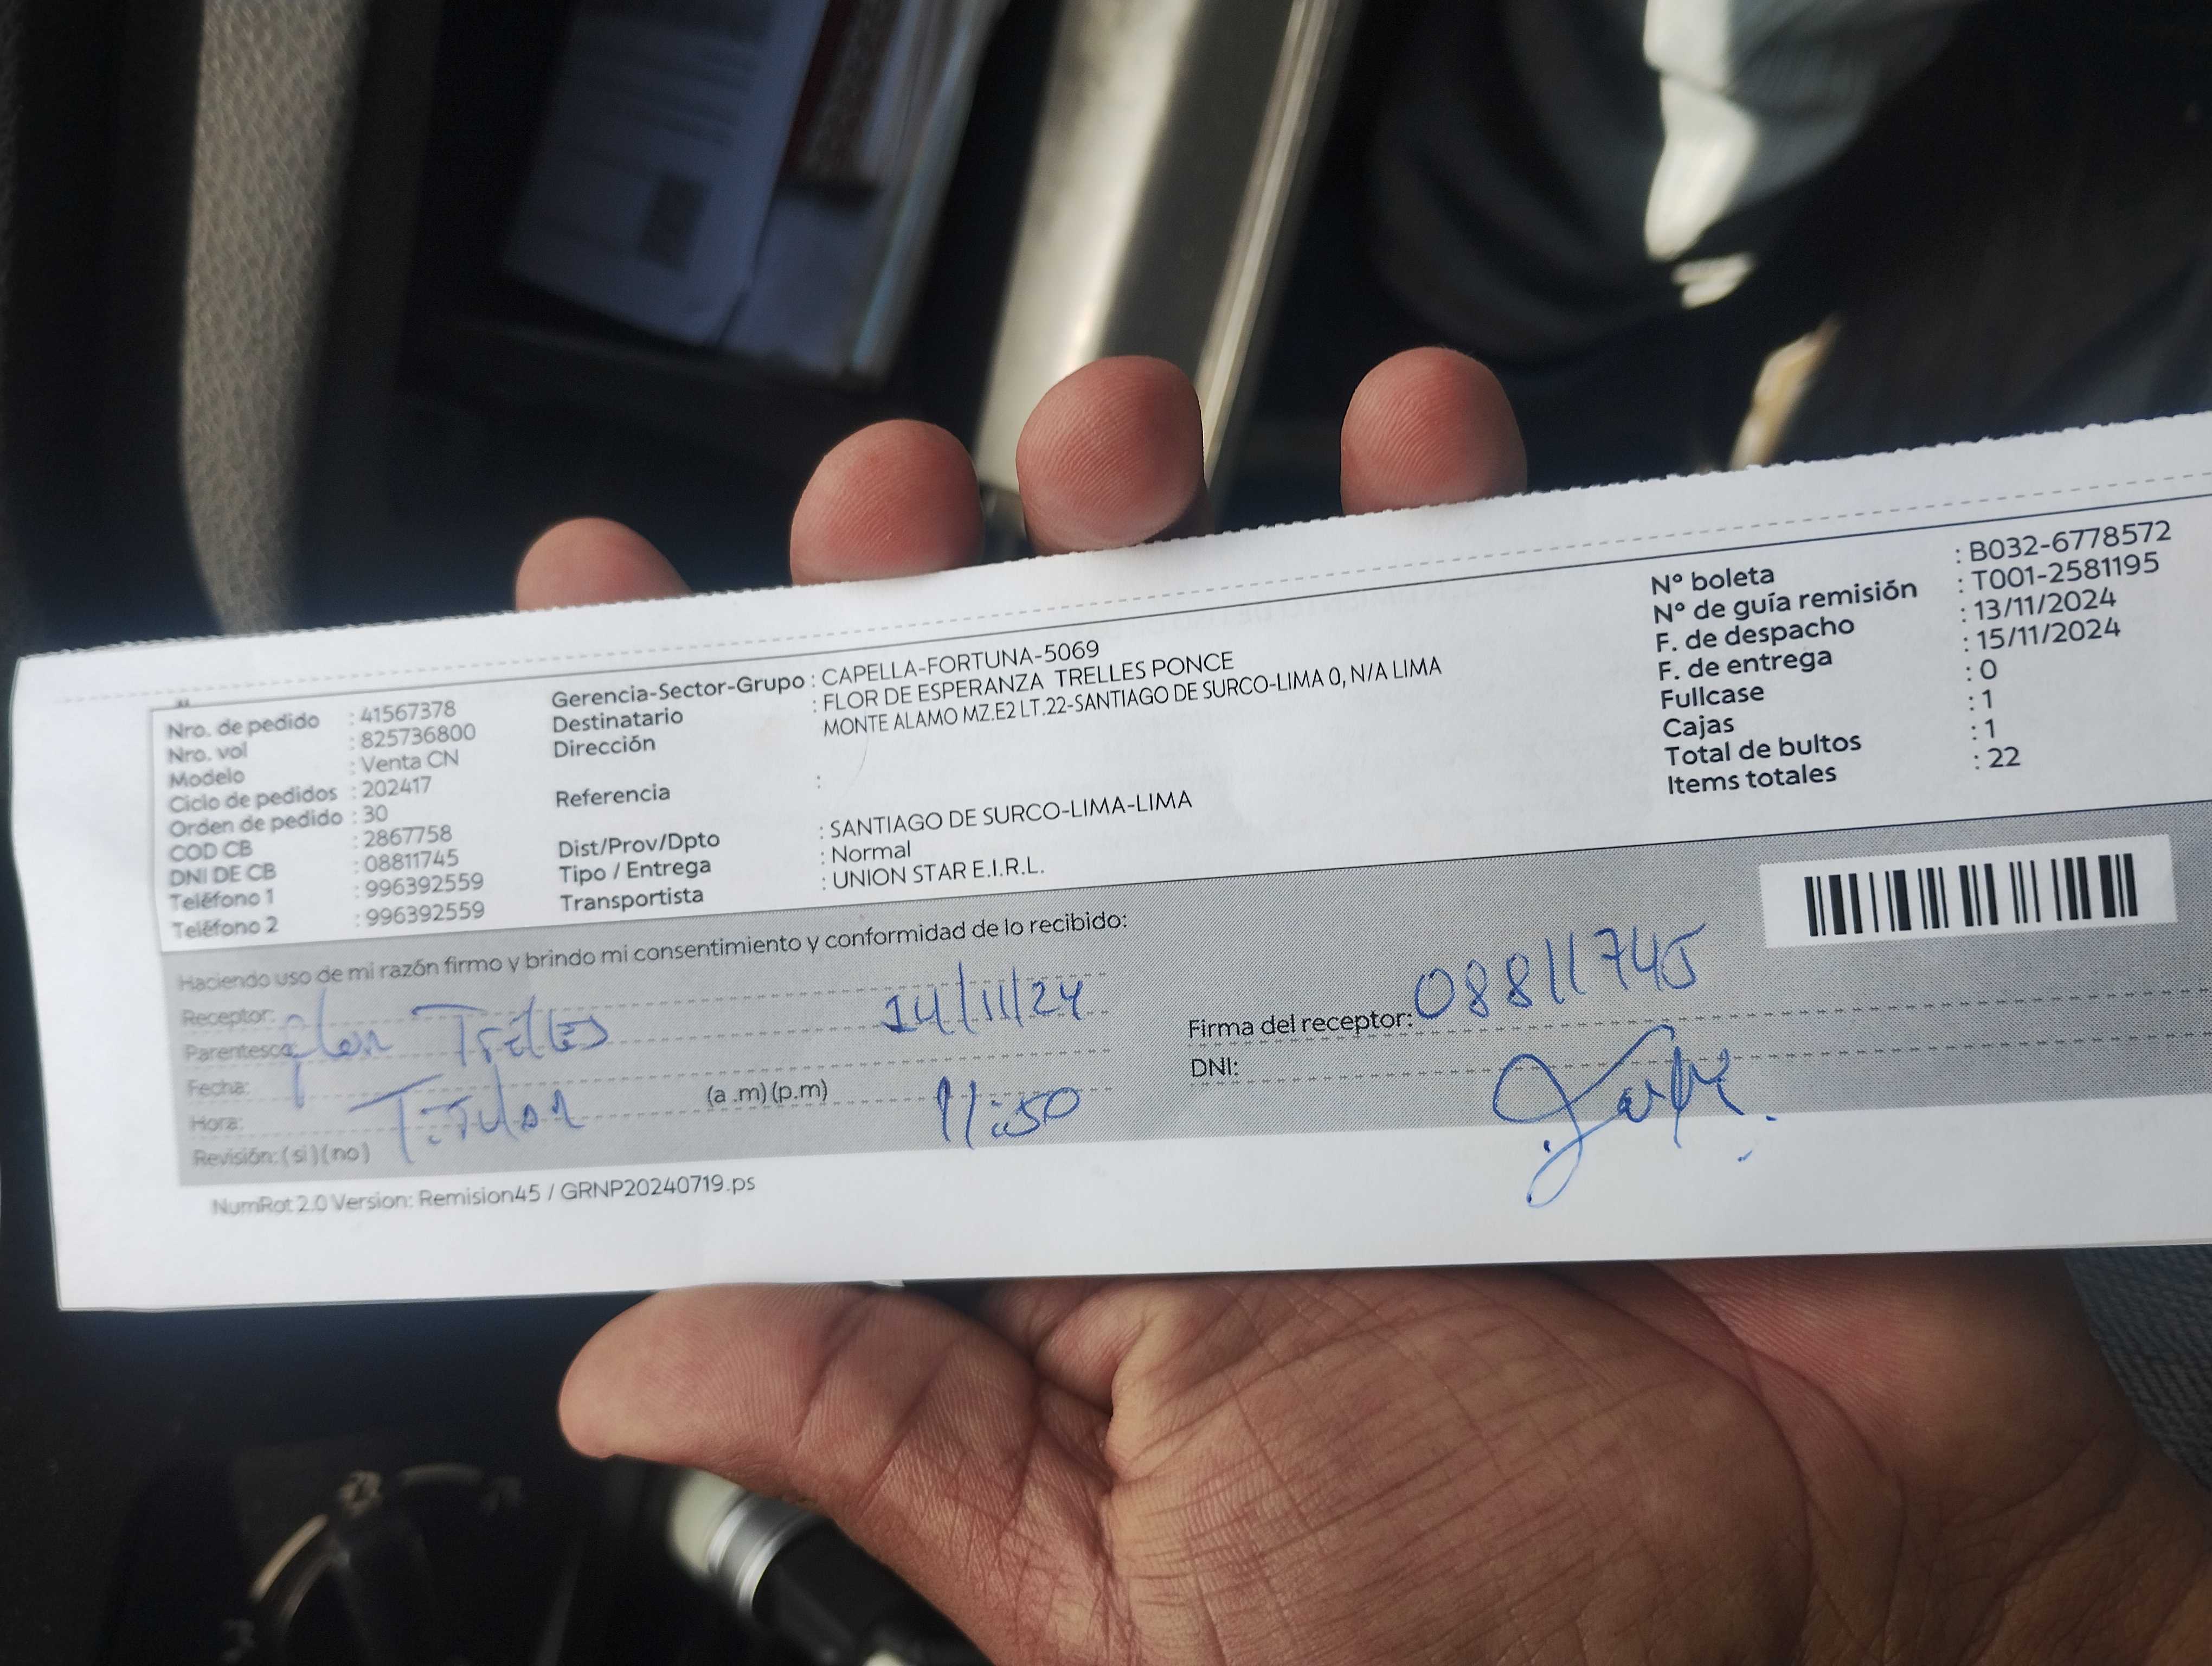 Nro. de pedido : 41567378
Nro. vol : 825736800
Modelo : Venta CN
Ciclo de pedidos : 202417
Orden de pedido : 30
COD CB : 2867758
DNI DE CB : 08811745
Teléfono 1 : 996392559
Teléfono 2 : 996392559
Gerencia-Sector-Grupo : CAPELLA-FORTUNA-5069
Destinatario : FLOR DE ESPERANZA TRELLES PONCE
Dirección MONTE ALAMO MZ.E2 LT.22-SANTIAGO DE SURCO-LIMA 0, N/A LIMA
Referencia :
Dist/Prov/Dpto : SANTIAGO DE SURCO-LIMA-LIMA
Tipo / Entrega : Normal
Transportista : UNION STAR E.I.R.L.
N° boleta : B032-6778572
N° de guía remisión : T001-2581195
F. de despacho : 13/11/2024
F. de entrega : 15/11/2024
Fullcase : 0
Cajas : 1
Total de bultos : 1
Items totales : 22
Haciendo uso de mi razón firmo y brindo mi consentimiento y conformidad de lo recibido:
Receptor:
Parentesco: Flor Trelles 14/11/24
Fecha:
Hora: Titular (a .m) (p.m) 11:50
Revisión: (si) (no)
Firma del receptor: 08811745
DNI:
NumRot 2.0 Version: Remision45 / GRNP20240719.ps